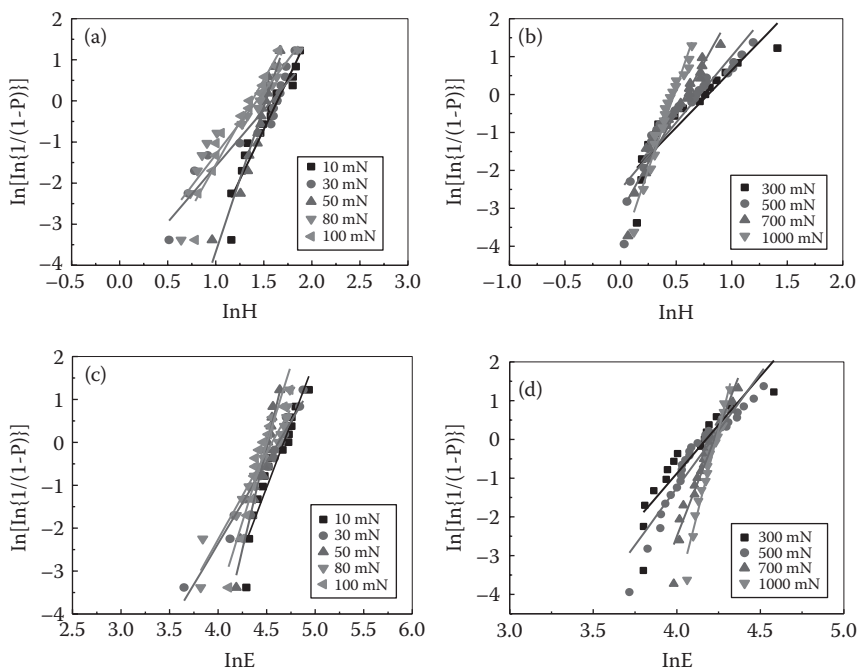 (a)
ln[ln{1/(1-P)}]
2
1
0
-1
-2
-3
-4
-0.5 0.0 0.5 1.0 1.5 2.0 2.5 3.0
lnH
10 mN
30 mN
50 mN
80 mN
100 mN
(b)
ln[ln{1/(1-P)}]
2
1
0
-1
-2
-3
-4
-1.0 -0.5 0.0 0.5 1.0 1.5 2.0
lnH
300 mN
500 mN
700 mN
1000 mN
(c)
ln[ln{1/(1-P)}]
2
1
0
-1
-2
-3
-4
2.5 3.0 3.5 4.0 4.5 5.0 5.5 6.0
lnE
10 mN
30 mN
50 mN
80 mN
100 mN
(d)
ln[ln{1/(1-P)}]
2
1
0
-1
-2
-3
-4
3.0 3.5 4.0 4.5 5.0
lnE
300 mN
500 mN
700 mN
1000 mN